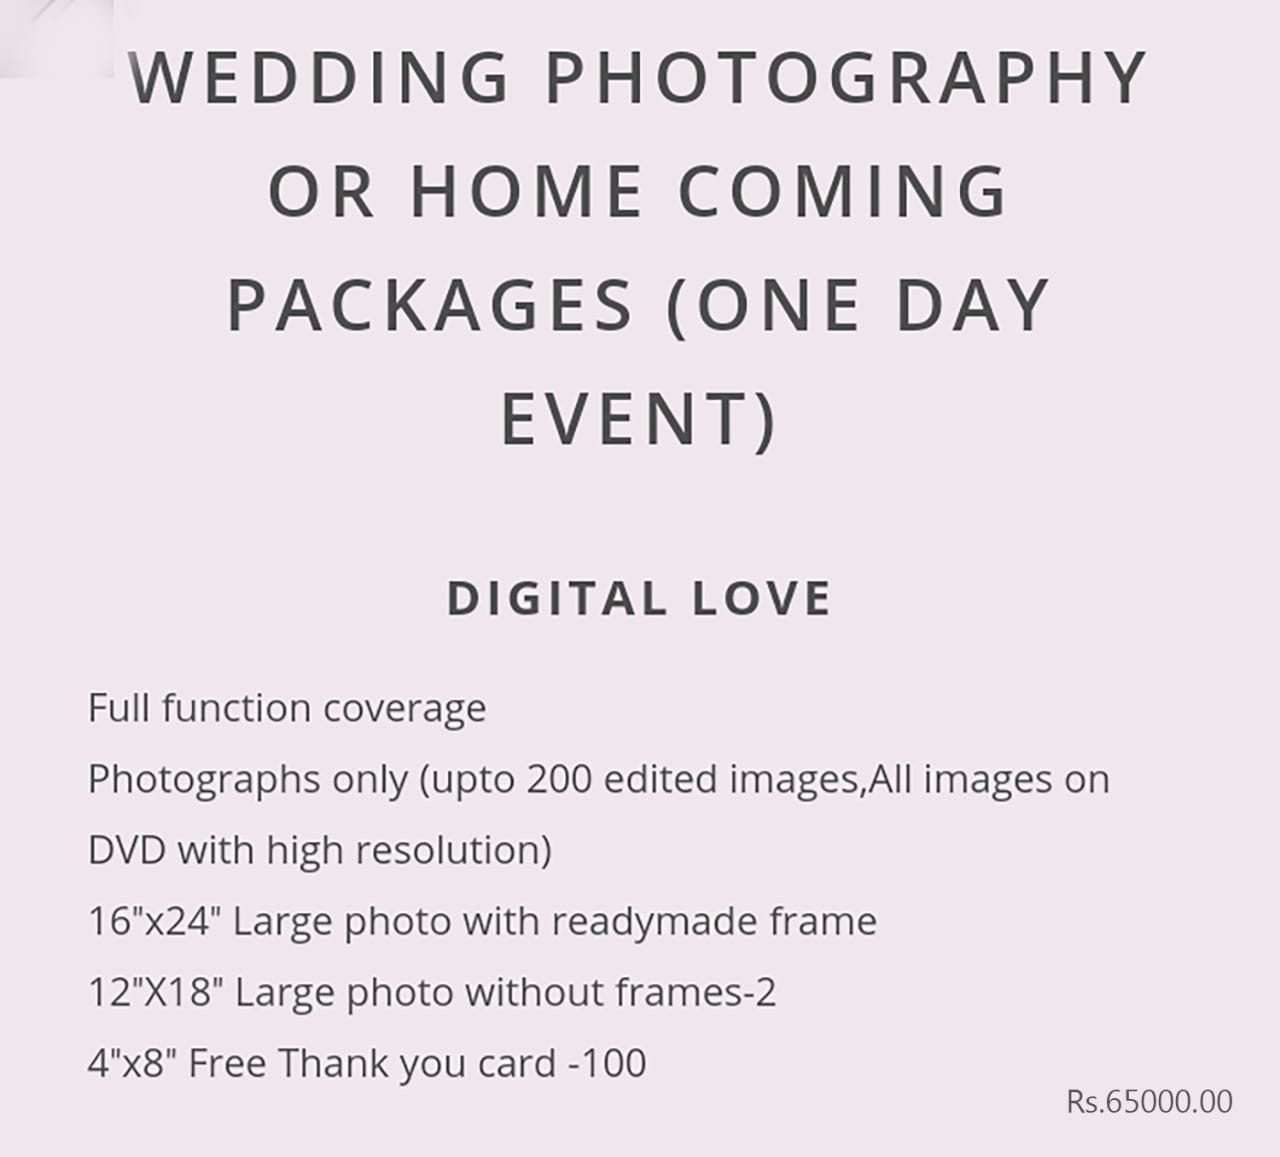 WEDDING PHOTOGRAPHY
OR HOME COMING
PACKAGES (ONE DAY
EVENT)
DIGITAL LOVE
Full function coverage
Photographs only (upto 200 edited images,All images on
DVD with high resolution)
16"x24" Large photo with readymade frame
12"X18" Large photo without frames-2
4"x8" Free Thank you card -100
Rs.65000.00